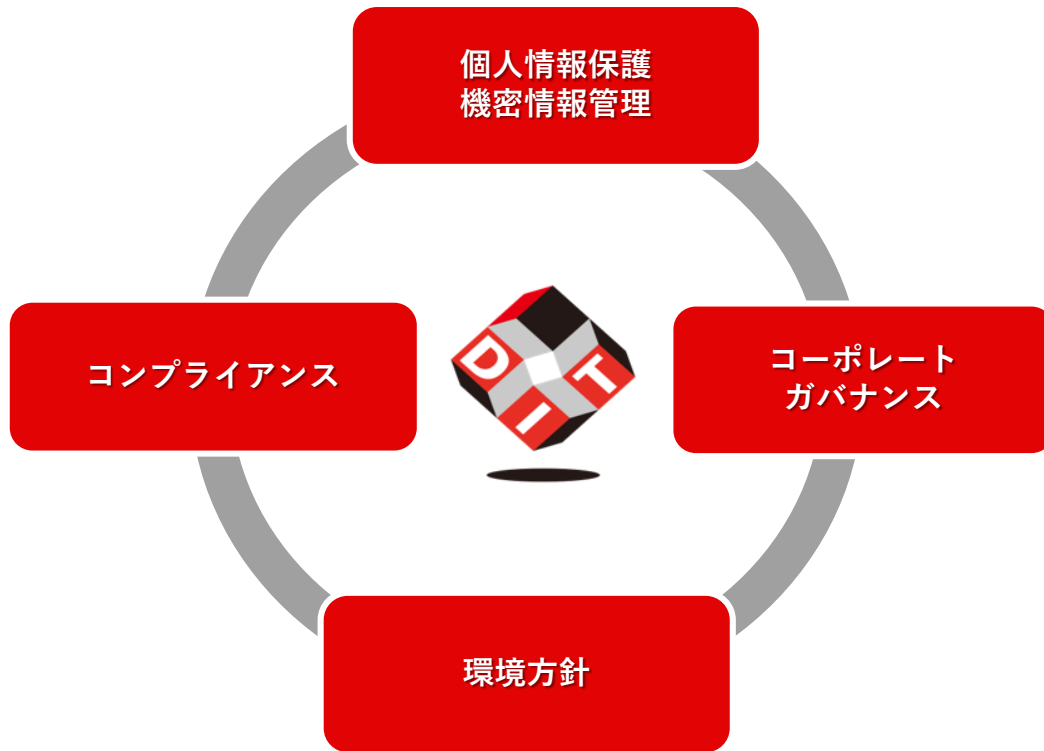 個人情報保護
機密情報管理
コンプライアンス
DIT
コーポレート
ガバナンス
環境方針